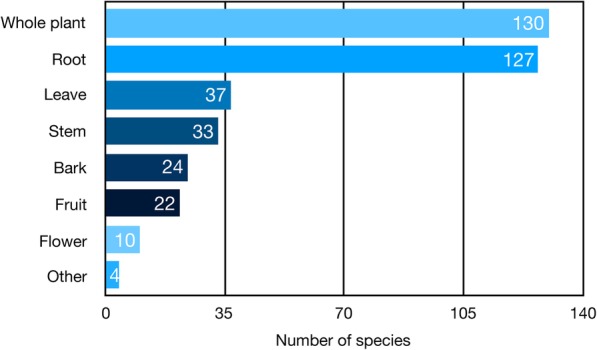 Whole plant 130
Root 127
Leave 37
Stem 33
Bark 24
Fruit 22
Flower 10
Other 4
0 35 70 105 140
Number of species